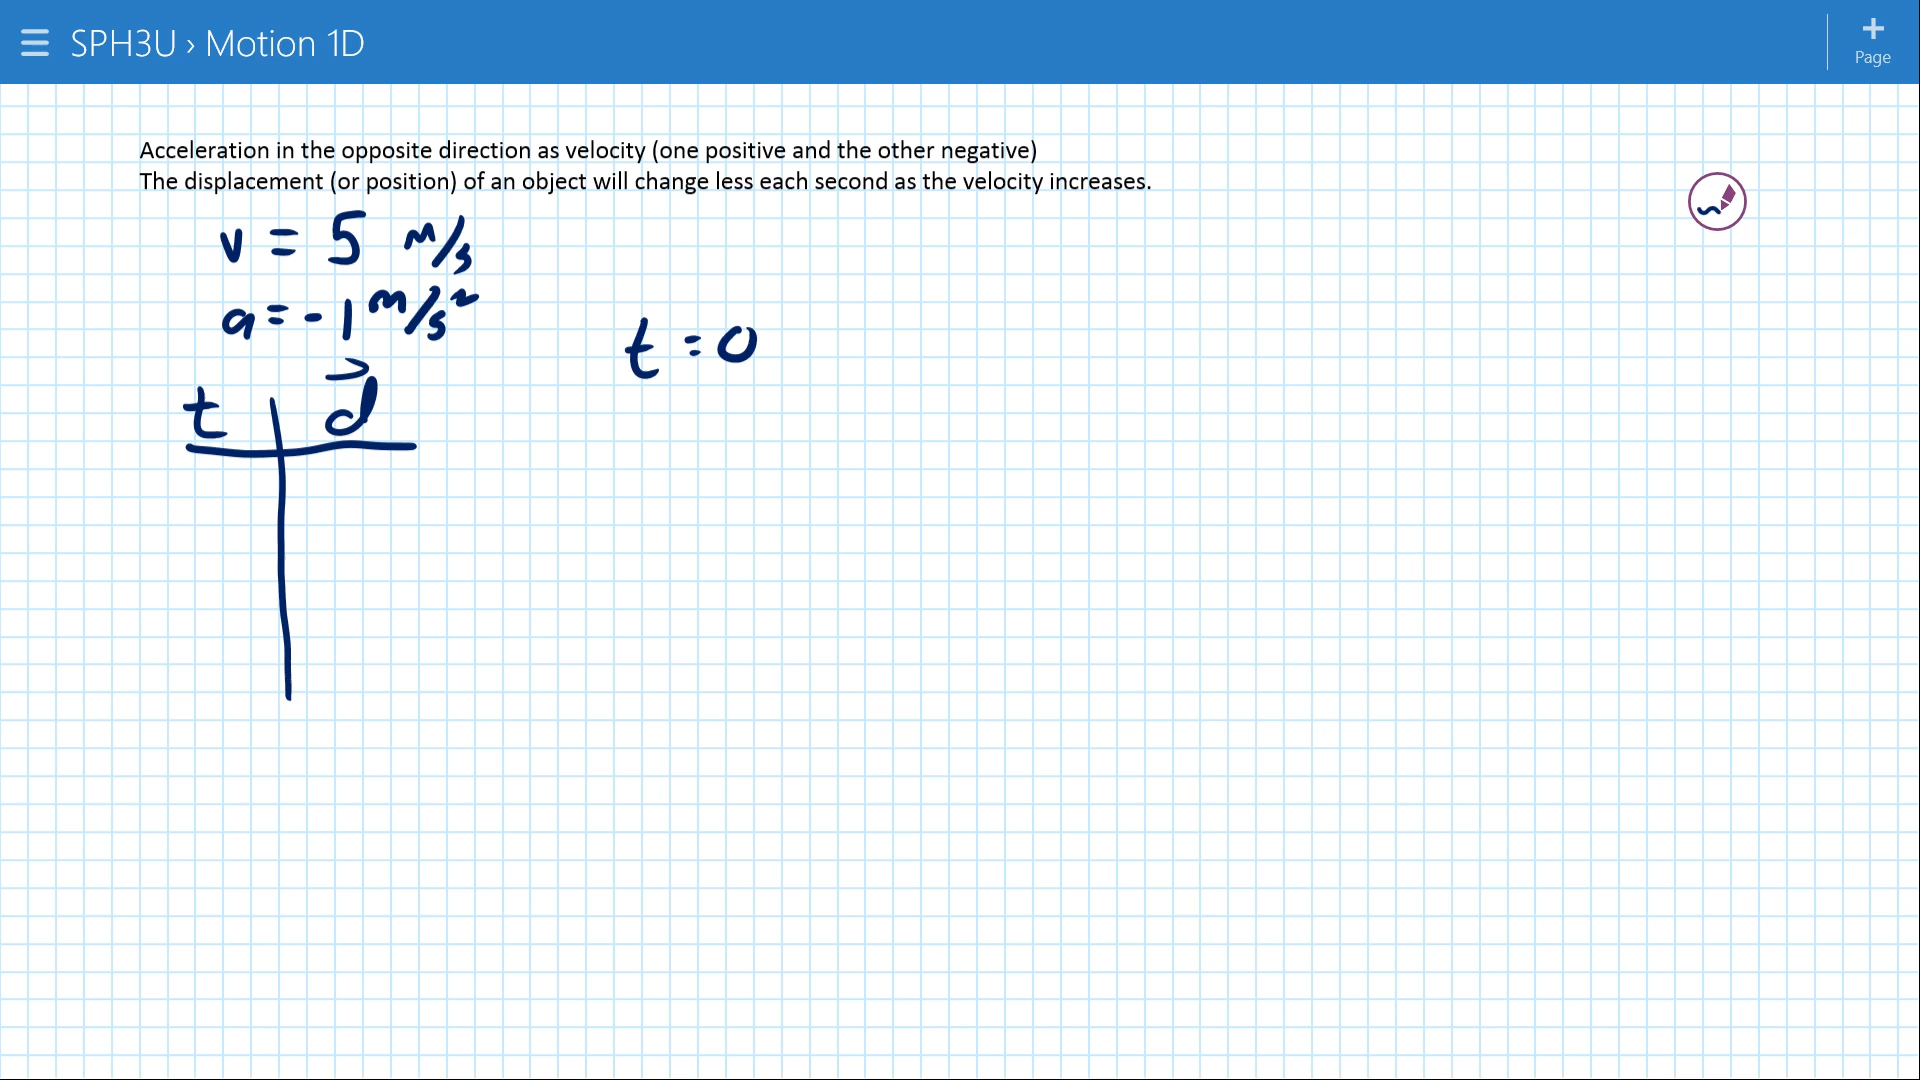 SPH3U › Motion 1D
Page
Acceleration in the opposite direction as velocity (one positive and the other negative)
The displacement (or position) of an object will change less each second as the velocity increases.
v = 5 m/s
a = -1 m/s²
t = 0
t d⃗